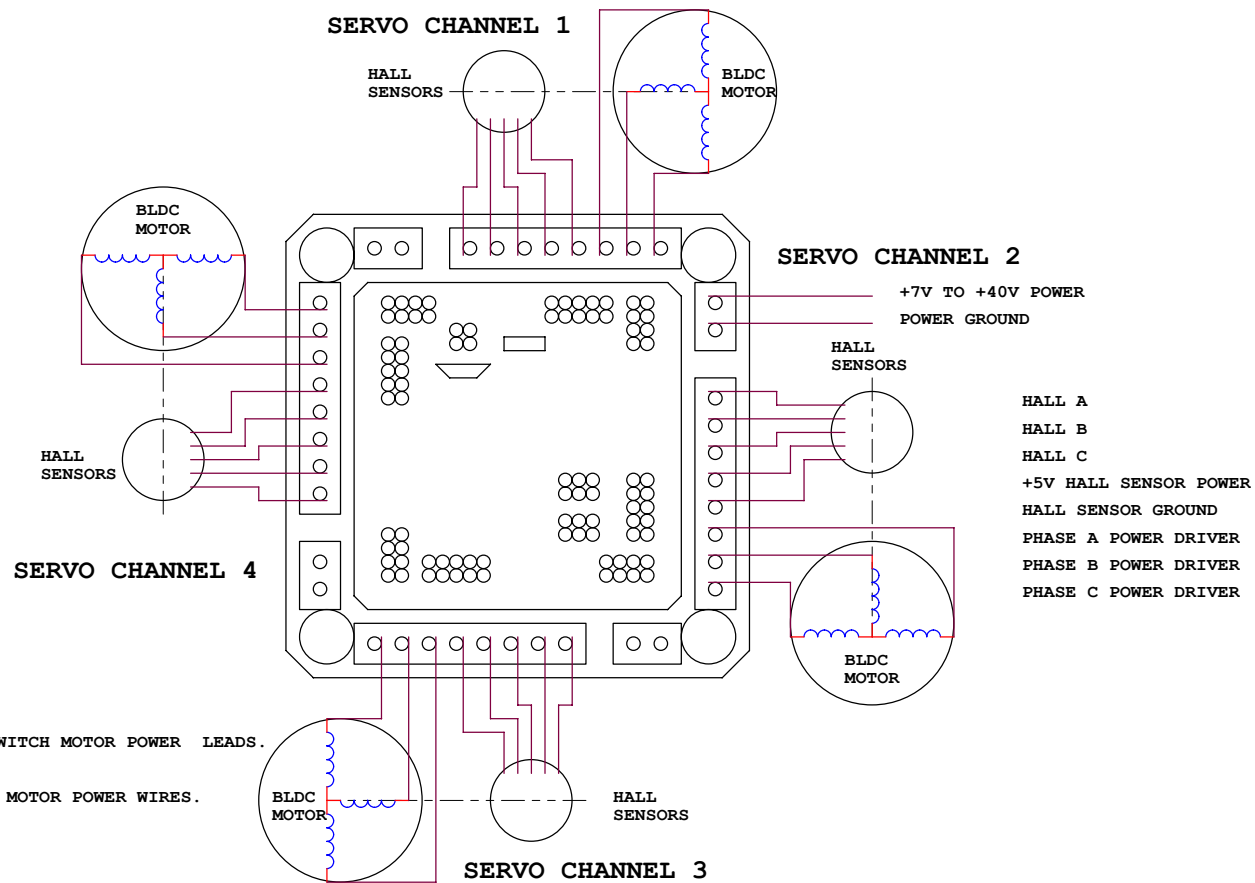 SERVO CHANNEL 1
HALL
SENSORS
BLDC
MOTOR
BLDC
MOTOR
SERVO CHANNEL 2
+7V TO +40V POWER
POWER GROUND
HALL
SENSORS
HALL A
HALL B
HALL C
+5V HALL SENSOR POWER
HALL SENSOR GROUND
PHASE A POWER DRIVER
PHASE B POWER DRIVER
PHASE C POWER DRIVER
HALL
SENSORS
SERVO CHANNEL 4
BLDC
MOTOR
WITCH MOTOR POWER LEADS.
MOTOR POWER WIRES.
BLDC
MOTOR
HALL
SENSORS
SERVO CHANNEL 3